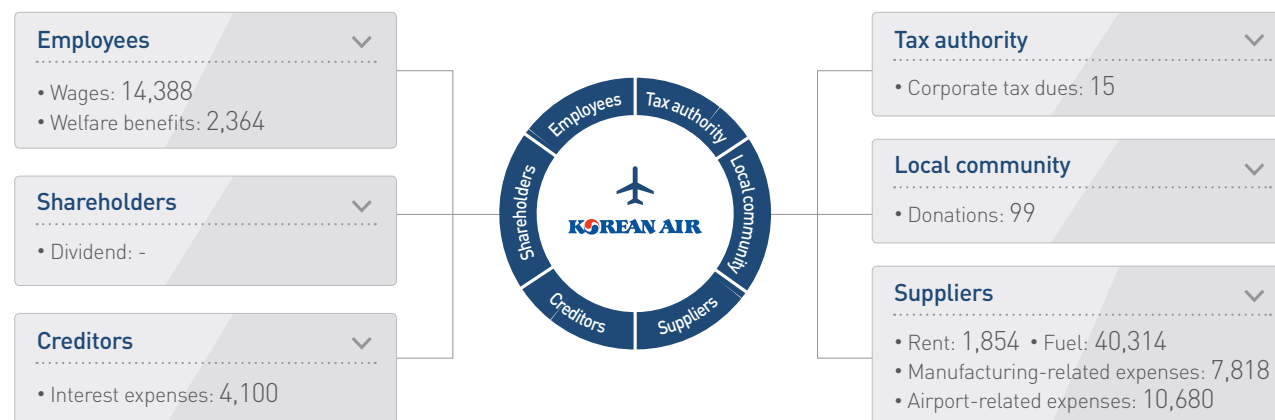 Employees
• Wages: 14,388
• Welfare benefits: 2,364
Shareholders
• Dividend: -
Creditors
• Interest expenses: 4,100
Employees
Tax authority
Local community
Suppliers
Creditors
Shareholders
KOREAN AIR
Tax authority
• Corporate tax dues: 15
Local community
• Donations: 99
Suppliers
• Rent: 1,854 • Fuel: 40,314
• Manufacturing-related expenses: 7,818
• Airport-related expenses: 10,680